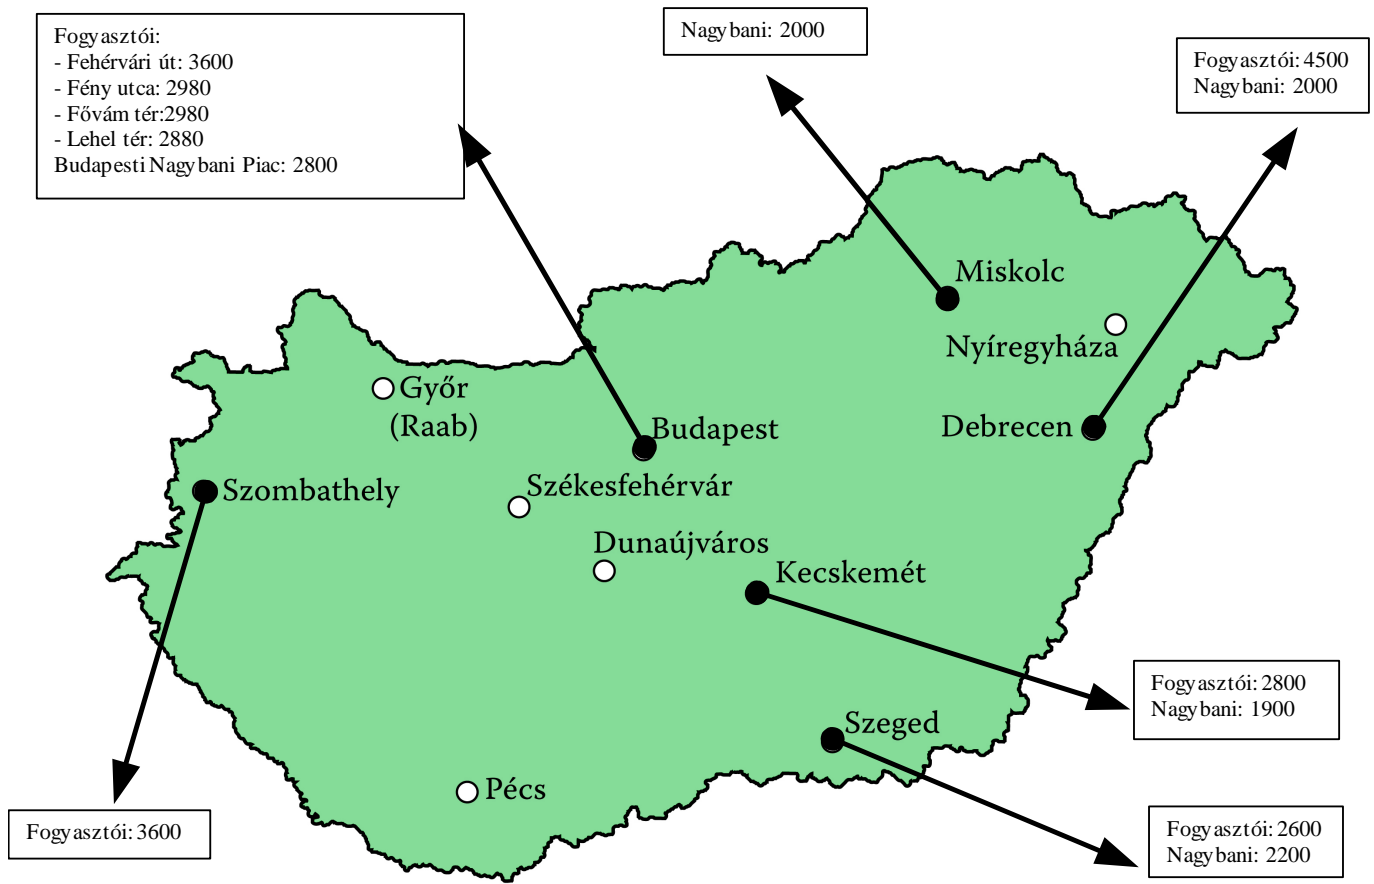 Fogyasztói:
- Fehérvári út: 3600
- Fény utca: 2980
- Fővám tér:2980
- Lehel tér: 2880
Budapesti Nagybani Piac: 2800
Nagybani: 2000
Fogyasztói: 4500
Nagybani: 2000
Miskolc
Nyíregyháza
Győr
(Raab)
Budapest
Debrecen
Szombathely
Székesfehérvár
Dunaújváros
Kecskemét
Fogyasztói: 2800
Nagybani: 1900
Szeged
Pécs
Fogyasztói: 3600
Fogyasztói: 2600
Nagybani: 2200